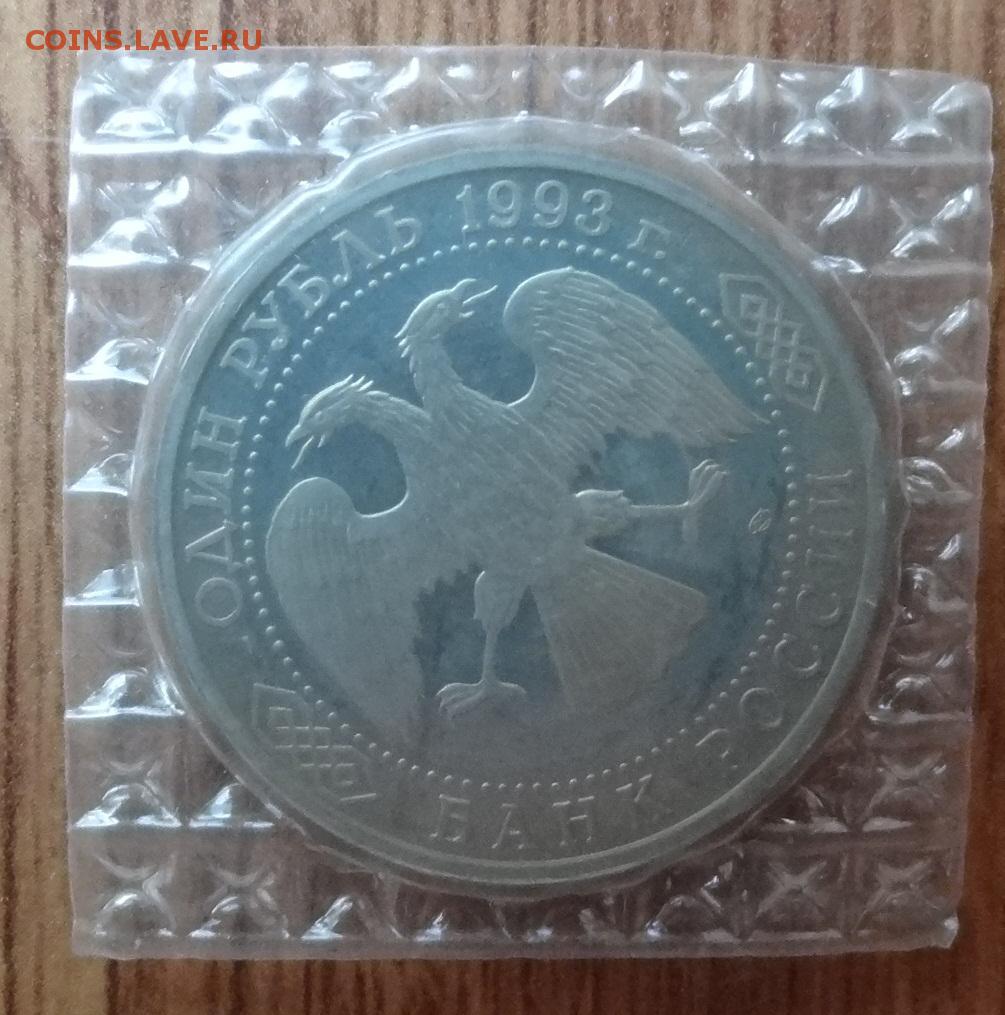 COINS.LAVE.RU
ОДИН РУБЛЬ 1993 г.
БАНК РОССИИ